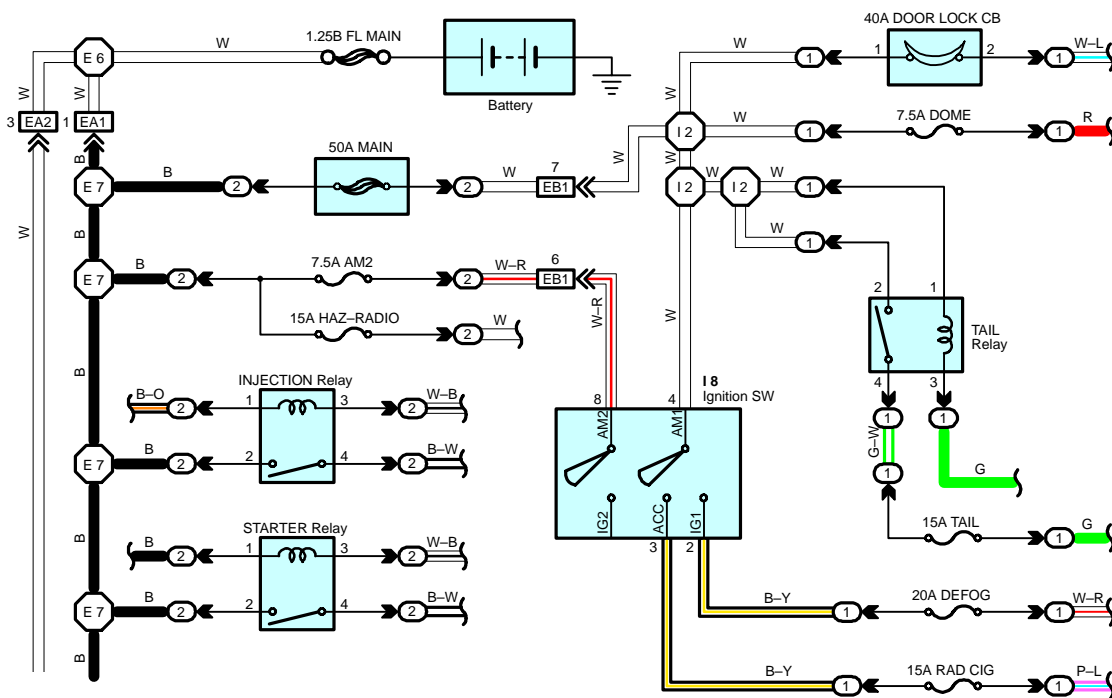 W
1.25B FL MAIN
E 6
Battery
W
W
3 EA2
1 EA1
W
40A DOOR LOCK CB
1
1
2
1
W–L
W
7.5A DOME
R
I 2
1
1
B
B
50A MAIN
7
W
W
E 7
2
2
W
EB1
I 2
W
I 2
W
1
W
1
W
B
B
7.5A AM2
W–R
6
E 7
2
2
EB1
W–R
15A HAZ–RADIO
W
2
W
2
1
TAIL
Relay
4
3
B
INJECTION Relay
B–O
W–B
2
1
3
2
I 8
Ignition SW
8
4
AM2
AM1
1
1
G–W
B
B–W
E 7
2
2
4
2
1
G
IG2
ACC
IG1
3
2
B
STARTER Relay
B
W–B
2
1
3
2
15A TAIL
G
1
B
B–W
E 7
2
2
4
2
B
B–Y
20A DEFOG
W–R
1
1
B–Y
15A RAD CIG
P–L
1
1